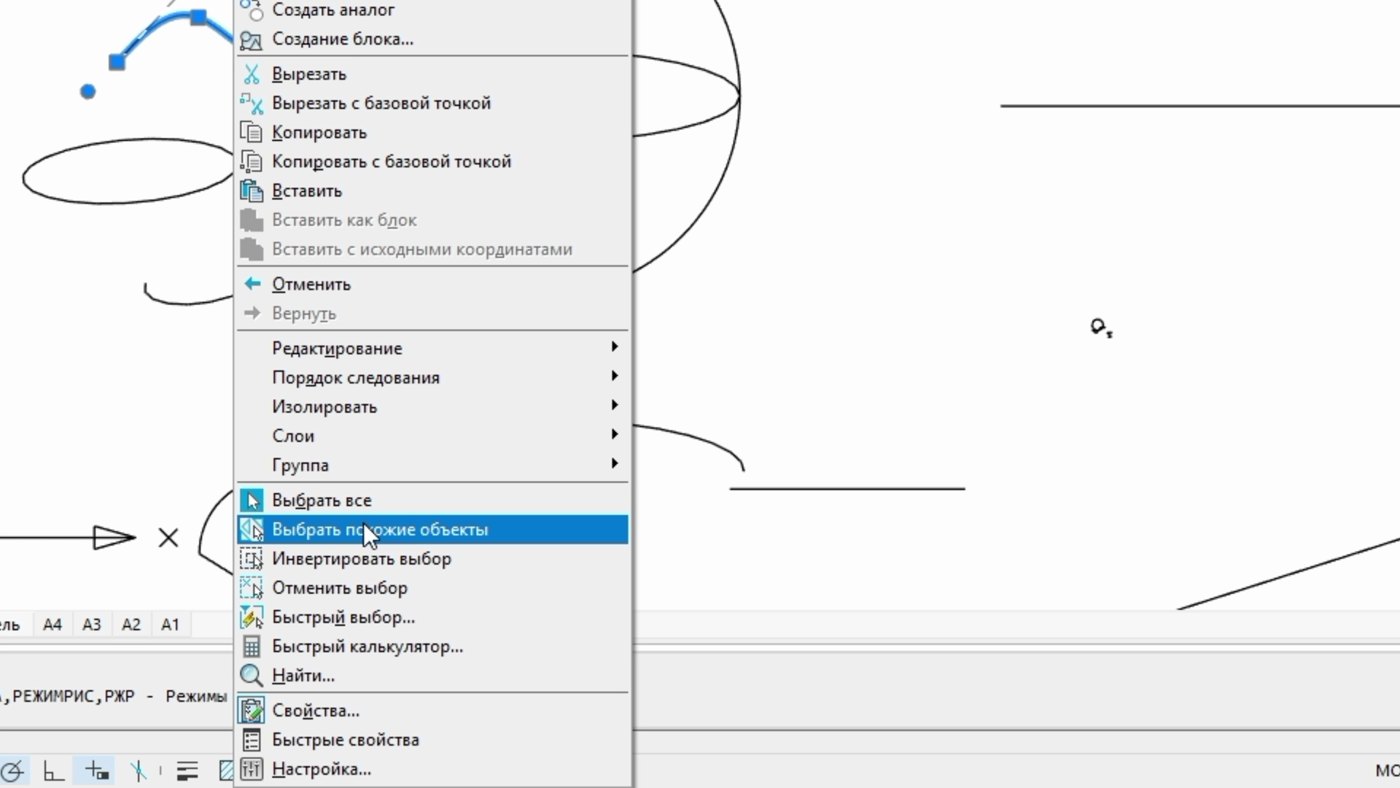 Создать аналог
Создание блока...
Вырезать
Вырезать с базовой точкой
Копировать
Копировать с базовой точкой
Вставить
Вставить как блок
Вставить с исходными координатами
Отменить
Вернуть
Редактирование
Порядок следования
Изолировать
Слои
Группа
Выбрать все
Выбрать похожие объекты
Инвертировать выбор
Отменить выбор
Быстрый выбор...
Быстрый калькулятор...
Найти...
Свойства...
Быстрые свойства
Настройка...
ель A4 A3 A2 A1
,РЕЖИМРИС,РЖР - Режимы
МО